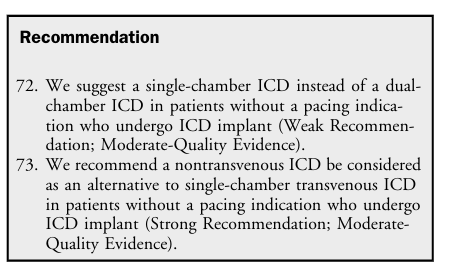 Recommendation
72. We suggest a single-chamber ICD instead of a dual-
chamber ICD in patients without a pacing indica-
tion who undergo ICD implant (Weak Recommen-
dation; Moderate-Quality Evidence).
73. We recommend a nontransvenous ICD be considered
as an alternative to single-chamber transvenous ICD
in patients without a pacing indication who undergo
ICD implant (Strong Recommendation; Moderate-
Quality Evidence).